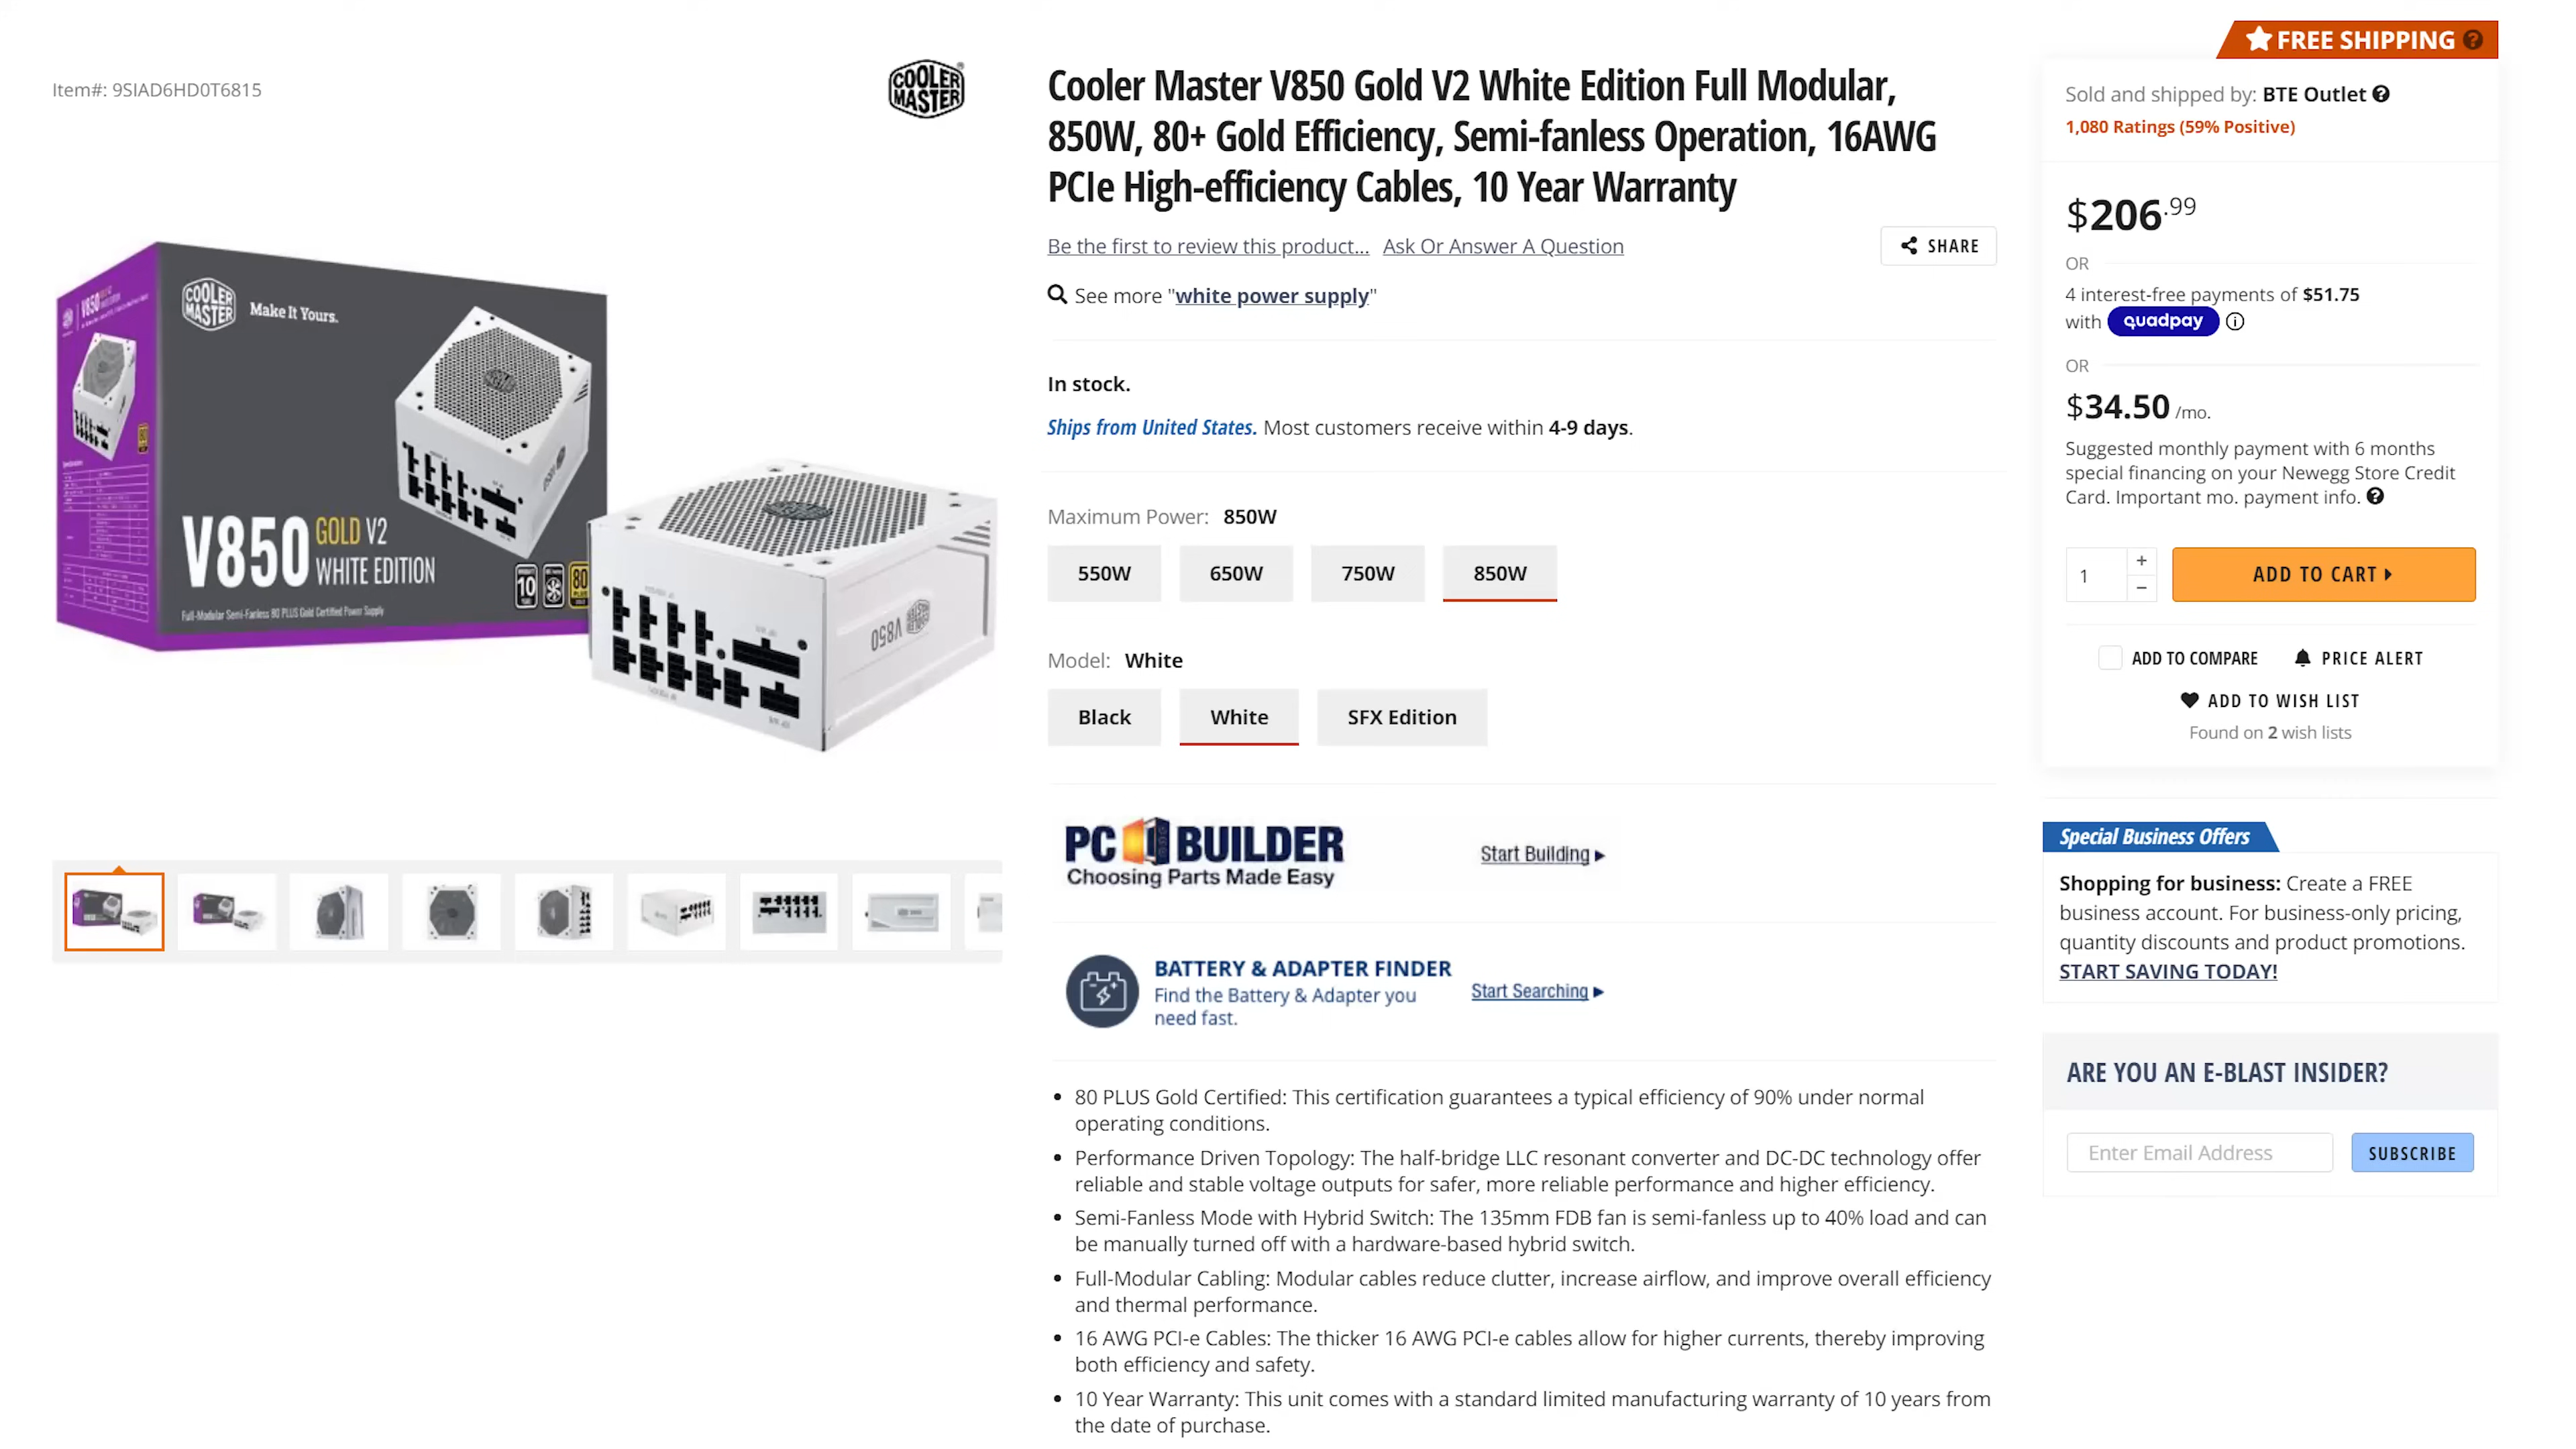 Item#: 9SIAD6HD0T6815
COOLER MASTER
COOLER MASTER
Make It Yours.
V850
V850
GOLD V2
WHITE EDITION
Full-Modular Semi-Fanless 80 PLUS Gold Certified Power Supply
10
80
V850
Cooler Master V850 Gold V2 White Edition Full Modular,
850W, 80+ Gold Efficiency, Semi-fanless Operation, 16AWG
PCIe High-efficiency Cables, 10 Year Warranty
Be the first to review this product... Ask Or Answer A Question
SHARE
See more "white power supply"
In stock.
Ships from United States. Most customers receive within 4-9 days.
Maximum Power: 850W
550W 650W 750W 850W
Model: White
Black White SFX Edition
PC BUILDER
Choosing Parts Made Easy
Start Building
BATTERY & ADAPTER FINDER
Find the Battery & Adapter you
need fast.
Start Searching
• 80 PLUS Gold Certified: This certification guarantees a typical efficiency of 90% under normal
operating conditions.
• Performance Driven Topology: The half-bridge LLC resonant converter and DC-DC technology offer
reliable and stable voltage outputs for safer, more reliable performance and higher efficiency.
• Semi-Fanless Mode with Hybrid Switch: The 135mm FDB fan is semi-fanless up to 40% load and can
be manually turned off with a hardware-based hybrid switch.
• Full-Modular Cabling: Modular cables reduce clutter, increase airflow, and improve overall efficiency
and thermal performance.
• 16 AWG PCI-e Cables: The thicker 16 AWG PCI-e cables allow for higher currents, thereby improving
both efficiency and safety.
• 10 Year Warranty: This unit comes with a standard limited manufacturing warranty of 10 years from
the date of purchase.
FREE SHIPPING
Sold and shipped by: BTE Outlet
1,080 Ratings (59% Positive)
$206.99
OR
4 interest-free payments of $51.75
with quadpay
OR
$34.50 /mo.
Suggested monthly payment with 6 months
special financing on your Newegg Store Credit
Card. Important mo. payment info.
1 + −
ADD TO CART
ADD TO COMPARE PRICE ALERT
ADD TO WISH LIST
Found on 2 wish lists
Special Business Offers
Shopping for business: Create a FREE
business account. For business-only pricing,
quantity discounts and product promotions.
START SAVING TODAY!
ARE YOU AN E-BLAST INSIDER?
Enter Email Address
SUBSCRIBE